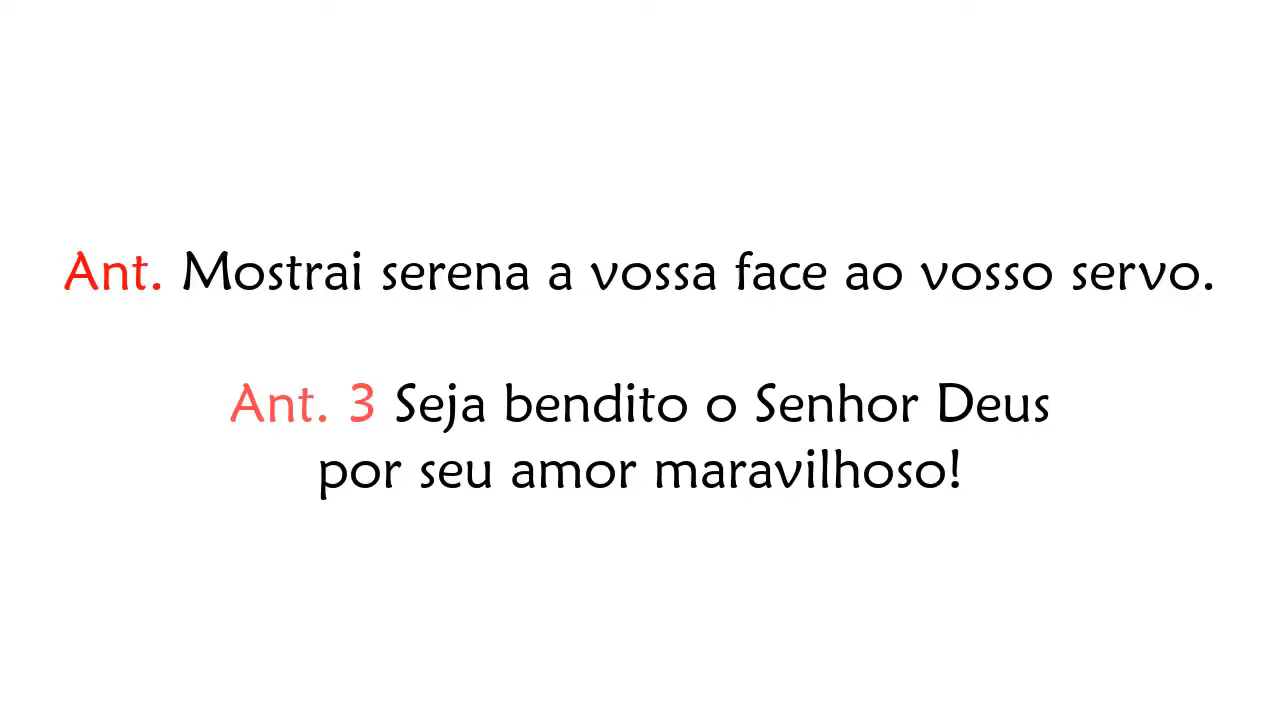 Ant. Mostrai serena a vossa face ao vosso servo.
Ant. 3 Seja bendito o Senhor Deus
por seu amor maravilhoso!